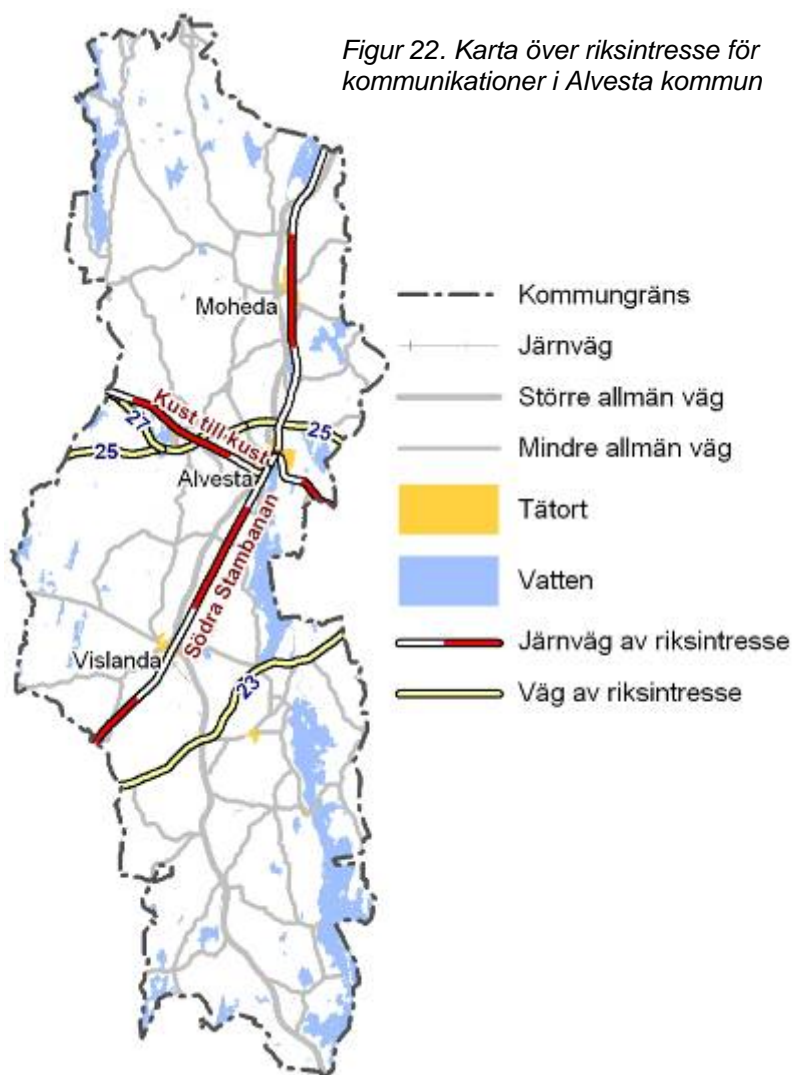 Figur 22. Karta över riksintresse för
kommunikationer i Alvesta kommun
Moheda
Kust till kust
27
25
25
Alvesta
Södra Stambanan
Vislanda
23
Kommungräns
Järnväg
Större allmän väg
Mindre allmän väg
Tätort
Vatten
Järnväg av riksintresse
Väg av riksintresse